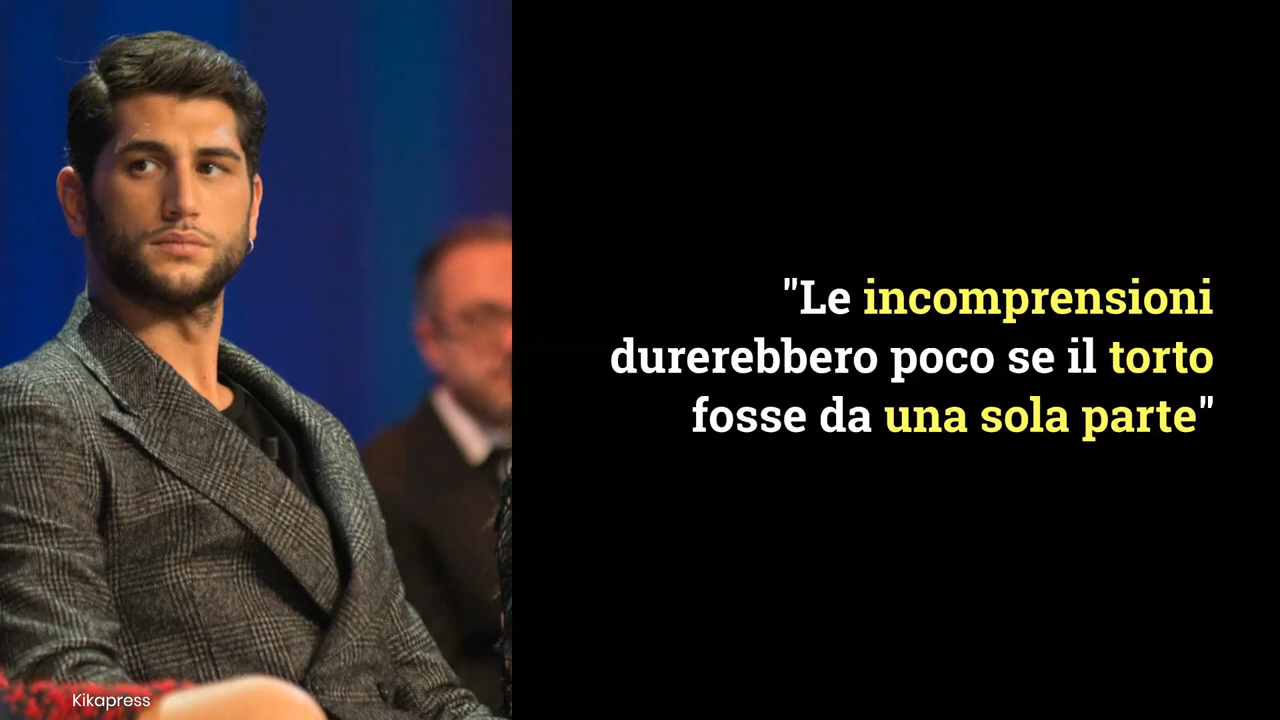 "Le incomprensioni
durerebbero poco se il torto
fosse da una sola parte"
Kikapress